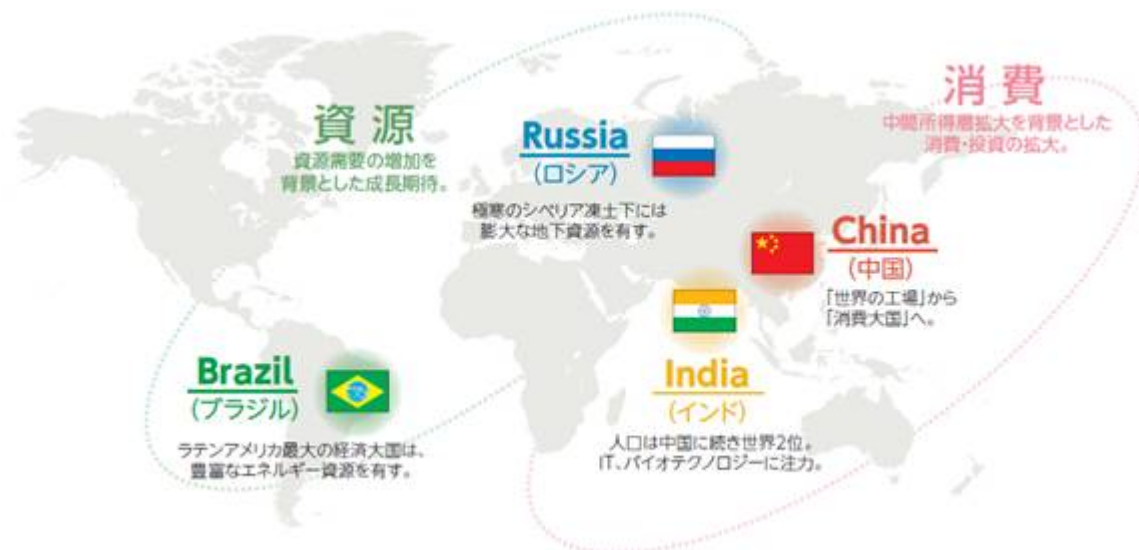 資源
資源需要の増加を
背景とした成長期待。
Russia
(ロシア)
極寒のシベリア凍土下には
膨大な地下資源を有す。
消費
中間所得層拡大を背景とした
消費・投資の拡大。
China
(中国)
「世界の工場」から
「消費大国」へ。
Brazil
(ブラジル)
ラテンアメリカ最大の経済大国は、
豊富なエネルギー資源を有す。
India
(インド)
人口は中国に続き世界2位。
IT、バイオテクノロジーに注力。